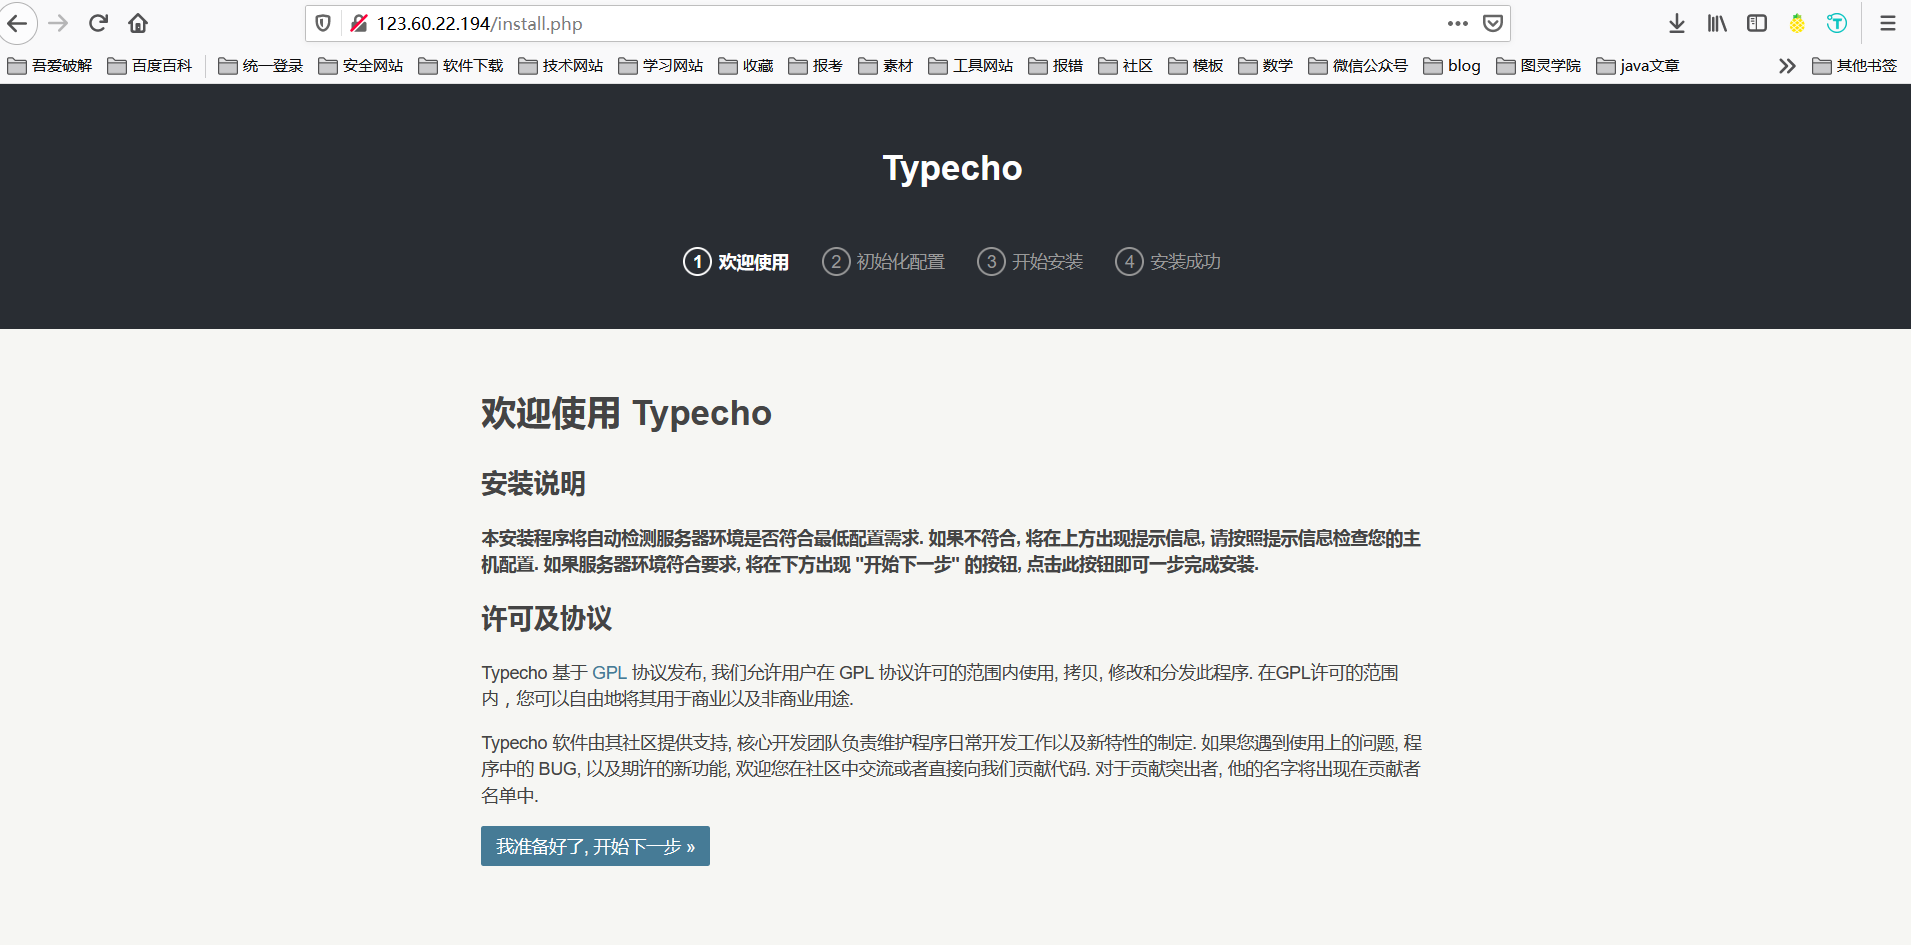 123.60.22.194/install.php
吾爱破解 百度百科 统一登录 安全网站 软件下载 技术网站 学习网站 收藏 报考 素材 工具网站 报错 社区 模板 数学 微信公众号 blog 图灵学院 java文章 其他书签
Typecho
1 欢迎使用 2 初始化配置 3 开始安装 4 安装成功
欢迎使用 Typecho
安装说明
本安装程序将自动检测服务器环境是否符合最低配置需求. 如果不符合, 将在上方出现提示信息, 请按照提示信息检查您的主
机配置. 如果服务器环境符合要求, 将在下方出现 "开始下一步" 的按钮, 点击此按钮即可一步完成安装.
许可及协议
Typecho 基于 GPL 协议发布, 我们允许用户在 GPL 协议许可的范围内使用, 拷贝, 修改和分发此程序. 在GPL许可的范围
内，您可以自由地将其用于商业以及非商业用途.
Typecho 软件由其社区提供支持, 核心开发团队负责维护程序日常开发工作以及新特性的制定. 如果您遇到使用上的问题, 程
序中的 BUG, 以及期许的新功能, 欢迎您在社区中交流或者直接向我们贡献代码. 对于贡献突出者, 他的名字将出现在贡献者
名单中.
我准备好了, 开始下一步 »